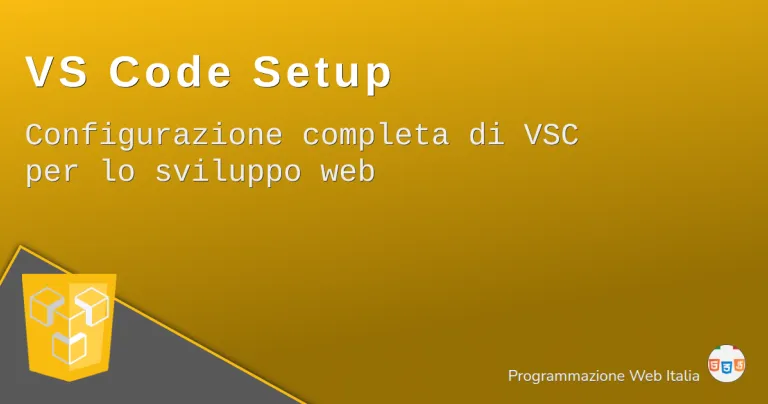 VS Code Setup
Configurazione completa di VSC
per lo sviluppo web
Programmazione Web Italia